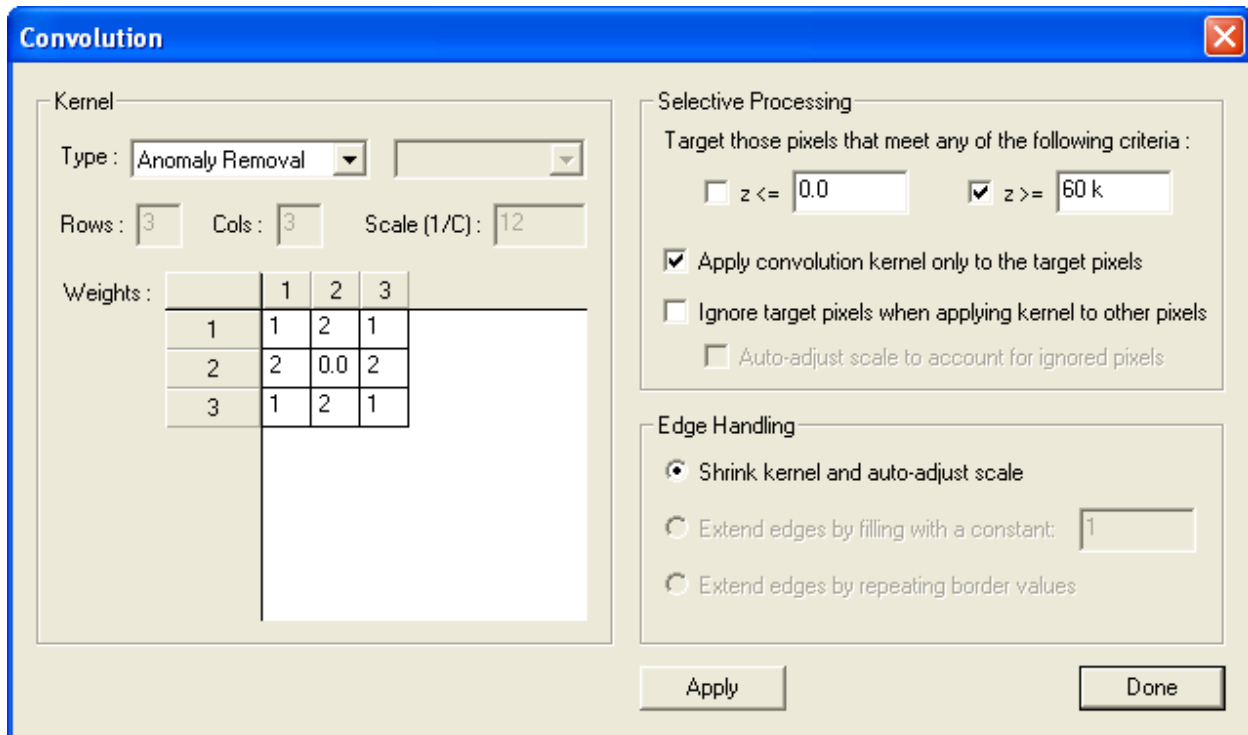 Convolution
Kernel
Type : Anomaly Removal
Rows : 3 Cols : 3 Scale (1/C) : 12
Weights : 1 2 3
1 1 2 1
2 2 0.0 2
3 1 2 1
Selective Processing
Target those pixels that meet any of the following criteria :
z <= 0.0 z >= 60 k
Apply convolution kernel only to the target pixels
Ignore target pixels when applying kernel to other pixels
Auto-adjust scale to account for ignored pixels
Edge Handling
Shrink kernel and auto-adjust scale
Extend edges by filling with a constant: 1
Extend edges by repeating border values
Apply Done